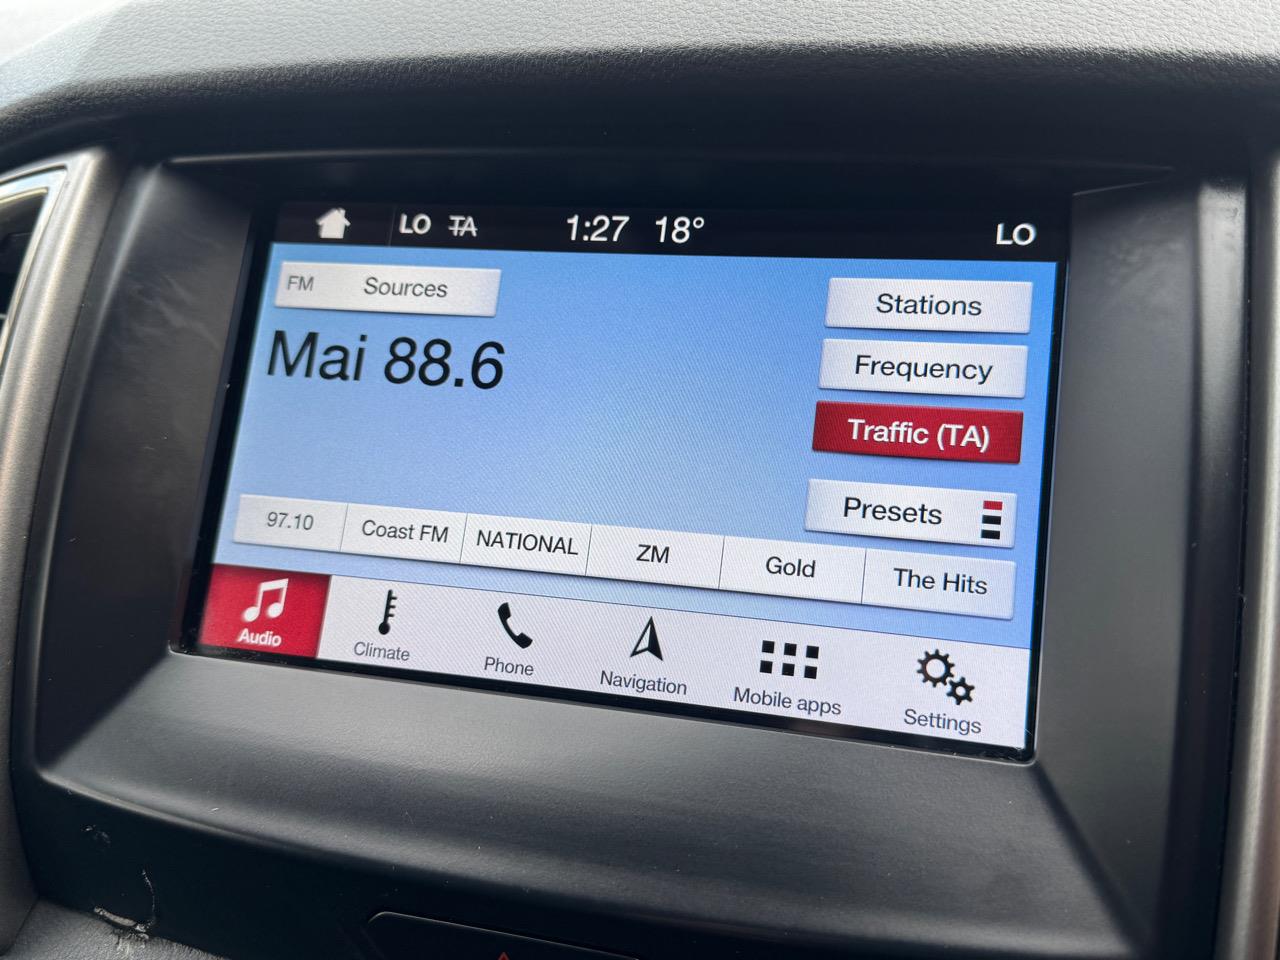 LO TA 1:27 18° LO
FM Sources
Stations
Mai 88.6
Frequency
Traffic (TA)
Presets
97.10 Coast FM NATIONAL ZM Gold The Hits
Audio Climate Phone Navigation Mobile apps Settings